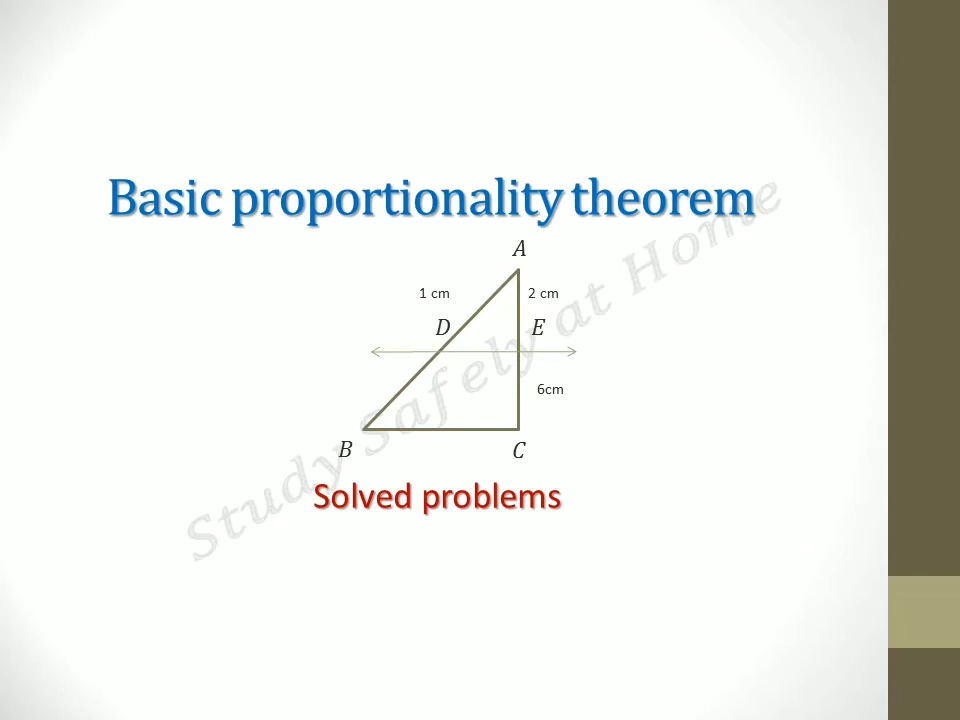 Basic proportionality theorem
A
1 cm 2 cm
D E
6cm
B C
Solved problems
Study Safely at Home